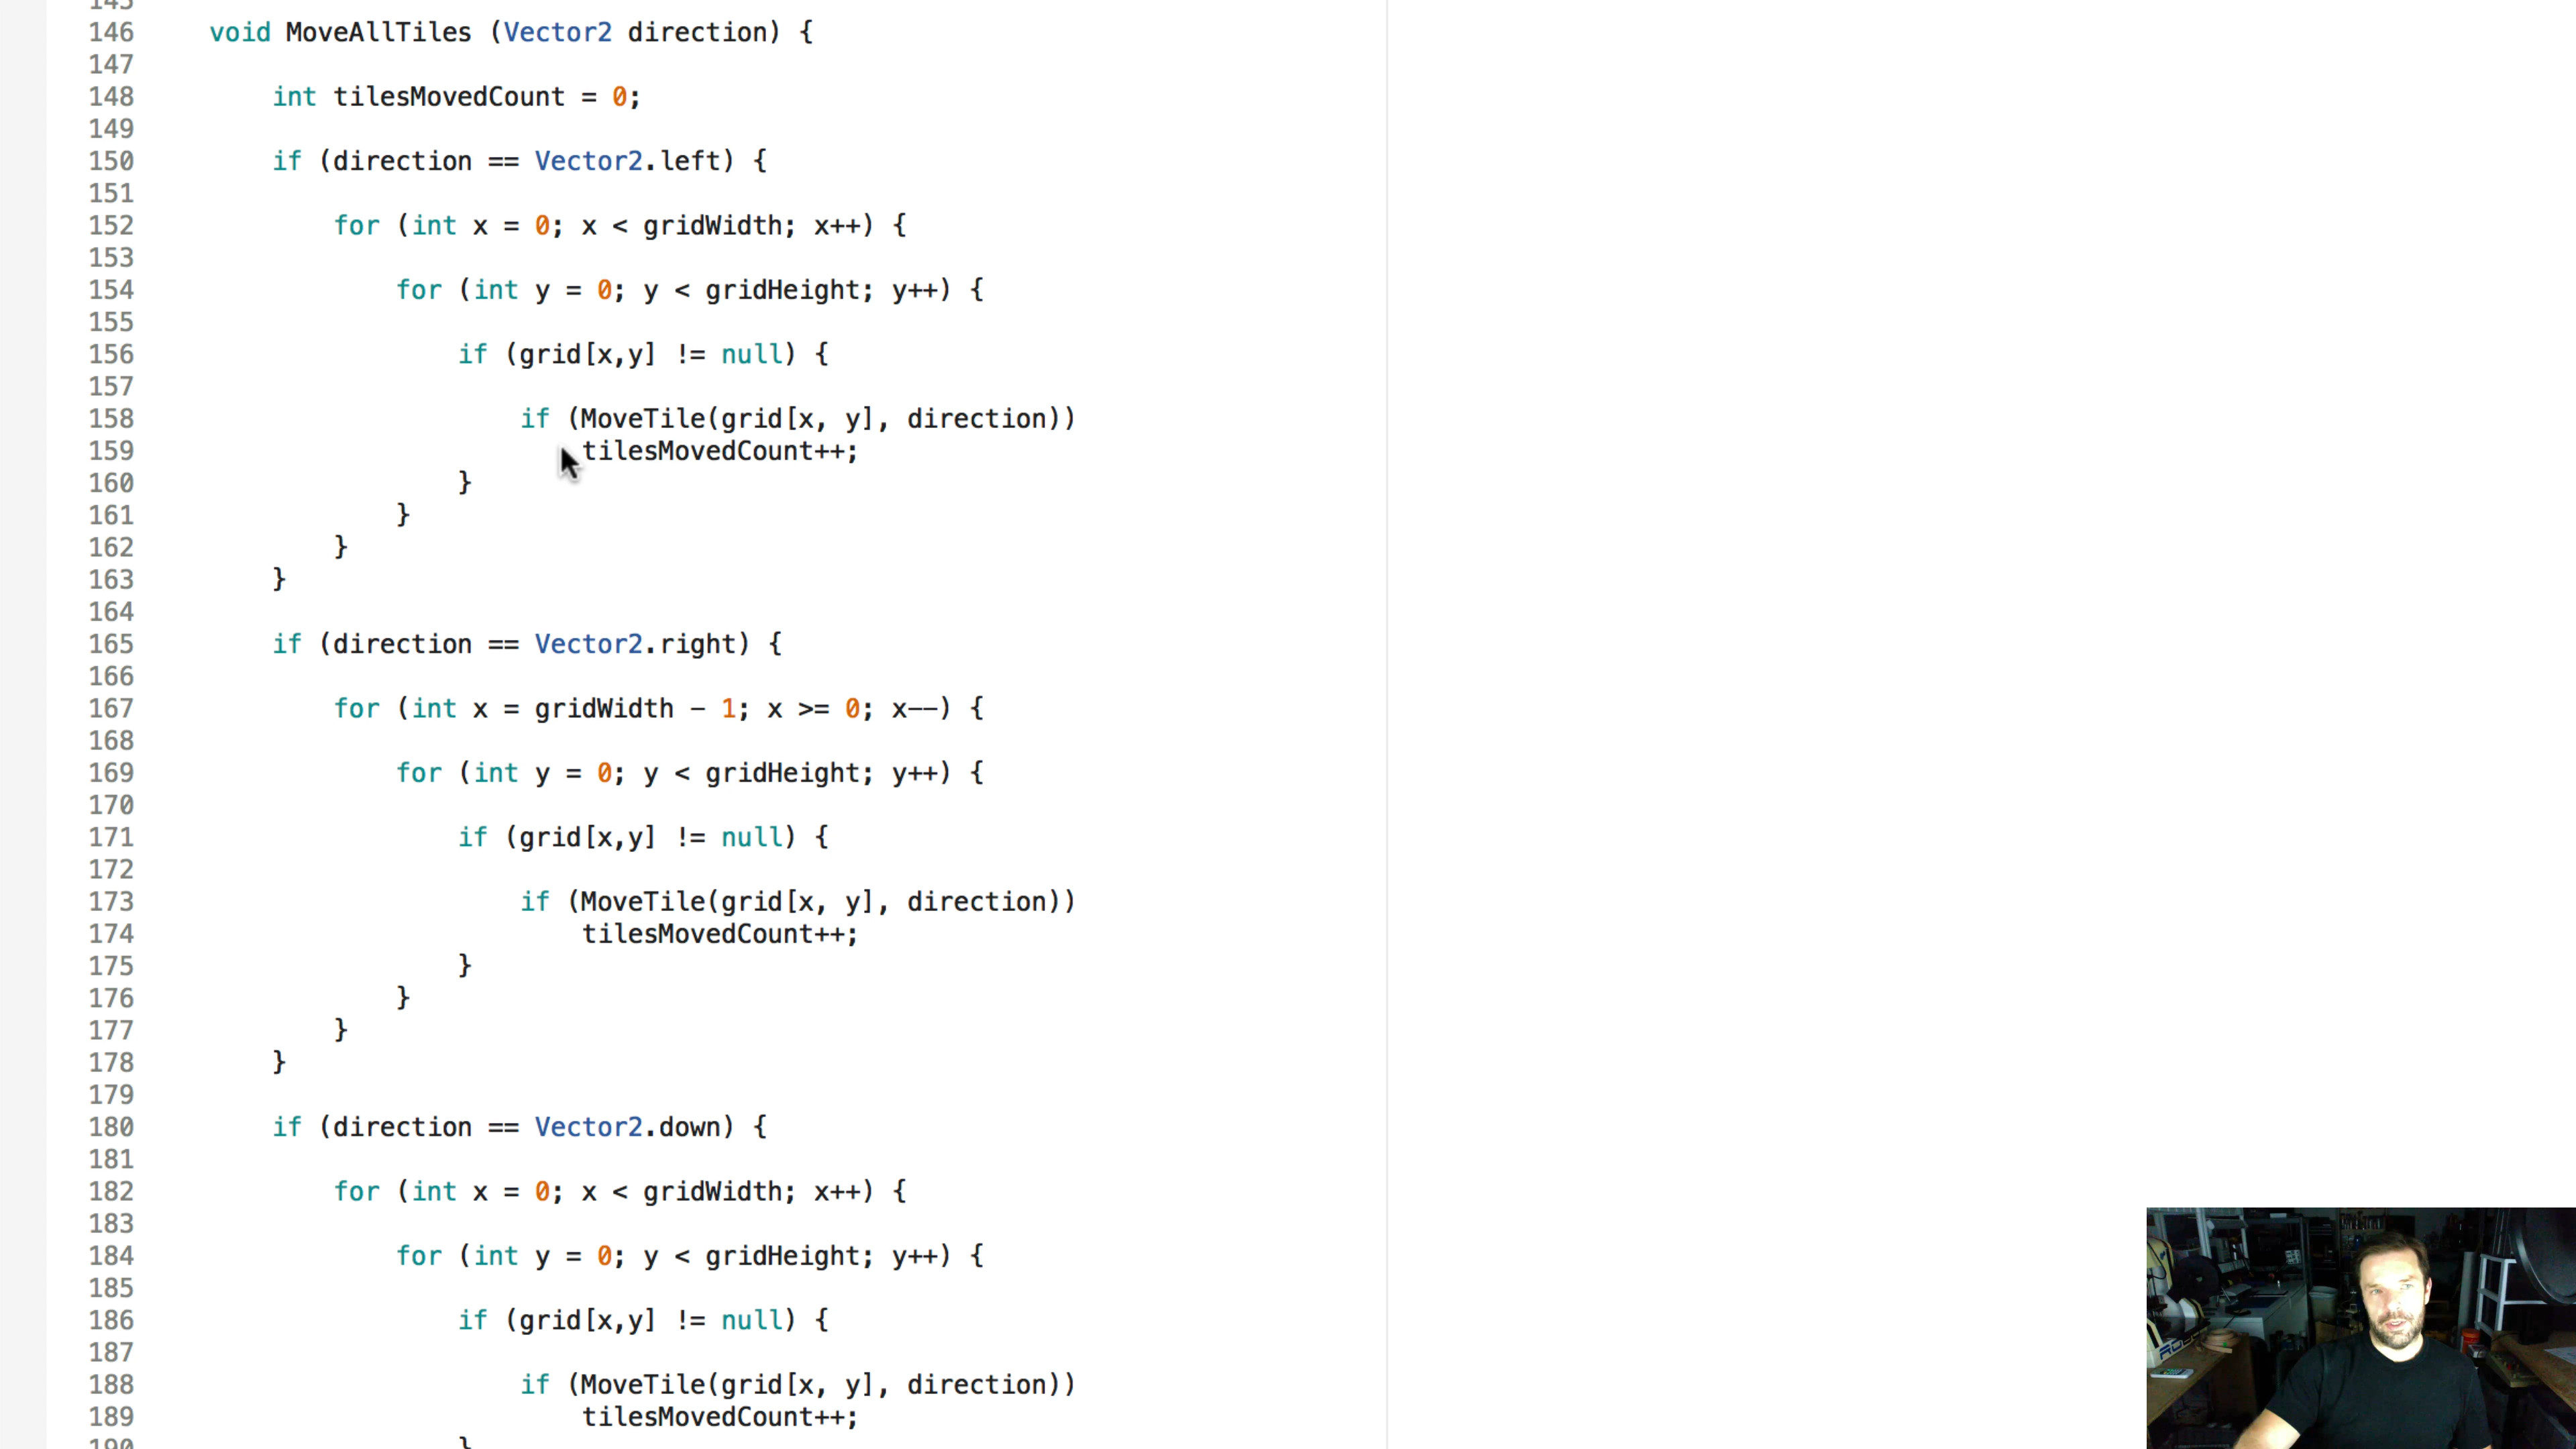 146 void MoveAllTiles (Vector2 direction) {
147
148 int tilesMovedCount = 0;
149
150 if (direction == Vector2.left) {
151
152 for (int x = 0; x < gridWidth; x++) {
153
154 for (int y = 0; y < gridHeight; y++) {
155
156 if (grid[x,y] != null) {
157
158 if (MoveTile(grid[x, y], direction))
159 tilesMovedCount++;
160 }
161 }
162 }
163 }
164
165 if (direction == Vector2.right) {
166
167 for (int x = gridWidth - 1; x >= 0; x--) {
168
169 for (int y = 0; y < gridHeight; y++) {
170
171 if (grid[x,y] != null) {
172
173 if (MoveTile(grid[x, y], direction))
174 tilesMovedCount++;
175 }
176 }
177 }
178 }
179
180 if (direction == Vector2.down) {
181
182 for (int x = 0; x < gridWidth; x++) {
183
184 for (int y = 0; y < gridHeight; y++) {
185
186 if (grid[x,y] != null) {
187
188 if (MoveTile(grid[x, y], direction))
189 tilesMovedCount++;
190 }